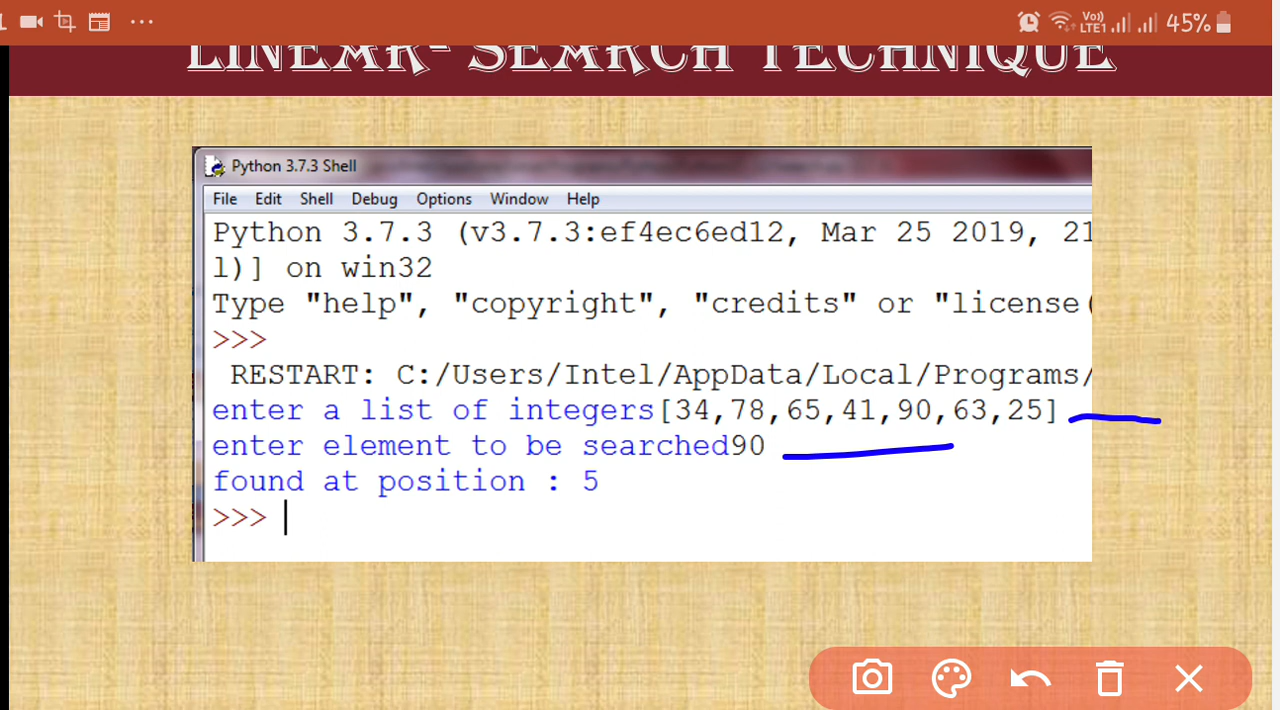 Vo)) 
LTE1 45%
LINEAR- SEARCH TECHNIQUE
Python 3.7.3 Shell
File Edit Shell Debug Options Window Help
Python 3.7.3 (v3.7.3:ef4ec6ed12, Mar 25 2019, 21
l)] on win32
Type "help", "copyright", "credits" or "license(
>>>
RESTART: C:/Users/Intel/AppData/Local/Programs/
enter a list of integers[34,78,65,41,90,63,25]
enter element to be searched90
found at position : 5
>>>